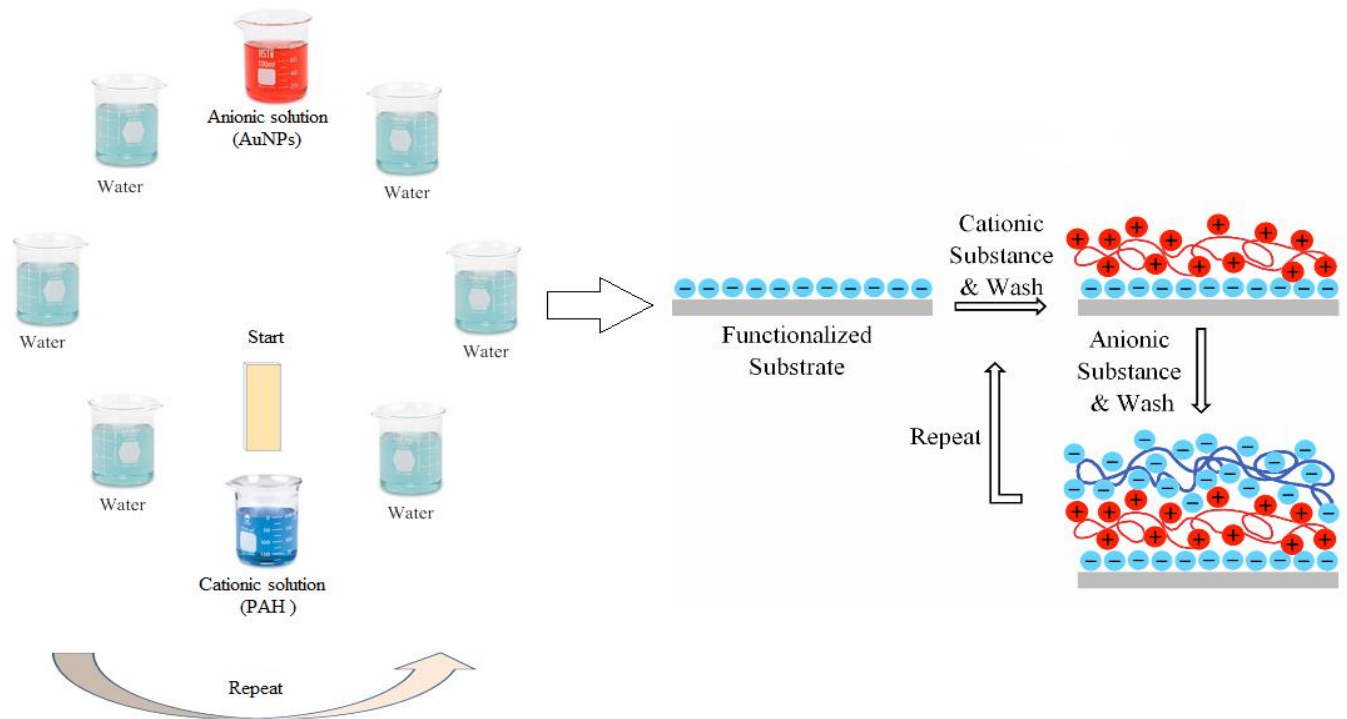 Anionic solution
(AuNPs)
Water
Water
Water
Water
Start
Water
Water
Cationic solution
(PAH )
Repeat
Functionalized
Substrate
Cationic
Substance
& Wash
Anionic
Substance
& Wash
Repeat